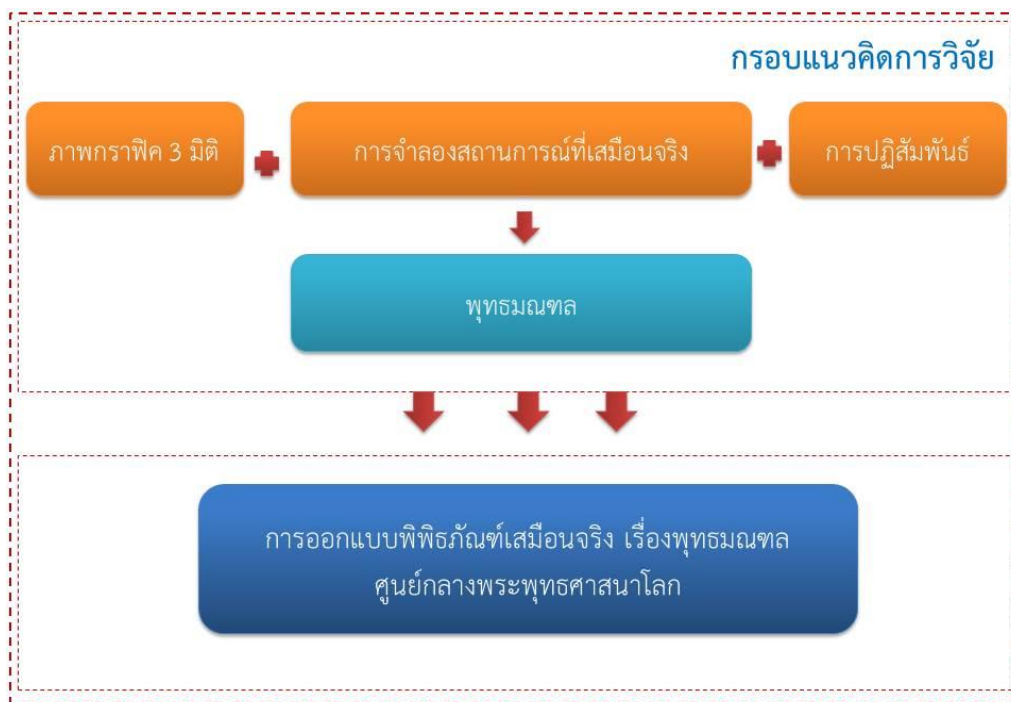 กรอบแนวคิดการวิจัย
ภาพกราฟิค 3 มิติ
การจำลองสถานการณ์ที่เสมือนจริง
การปฏิสัมพันธ์
พุทธมณฑล
การออกแบบพิพิธภัณฑ์เสมือนจริง เรื่องพุทธมณฑล
ศูนย์กลางพระพุทธศาสนาโลก